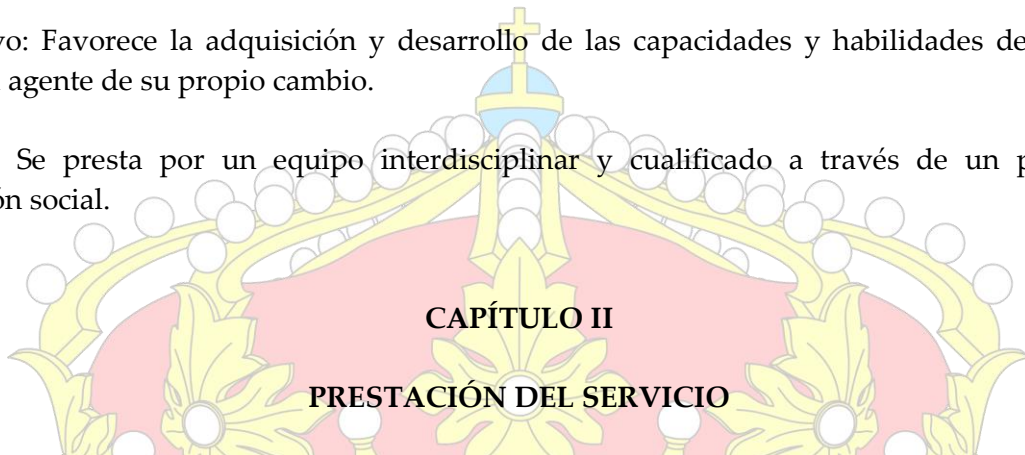 vo: Favorece la adquisición y desarrollo de las capacidades y habilidades de
agente de su propio cambio.
Se presta por un equipo interdisciplinar y cualificado a través de un p
ón social.
CAPÍTULO II
PRESTACIÓN DEL SERVICIO